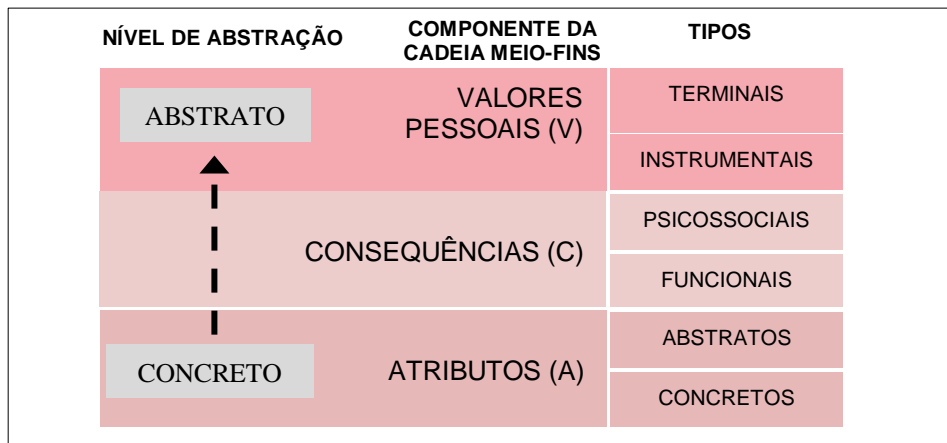 NÍVEL DE ABSTRAÇÃO
COMPONENTE DA
CADEIA MEIO-FINS
TIPOS
ABSTRATO
VALORES
PESSOAIS (V)
TERMINAIS
INSTRUMENTAIS
CONSEQUÊNCIAS (C)
PSICOSSOCIAIS
FUNCIONAIS
CONCRETO
ATRIBUTOS (A)
ABSTRATOS
CONCRETOS